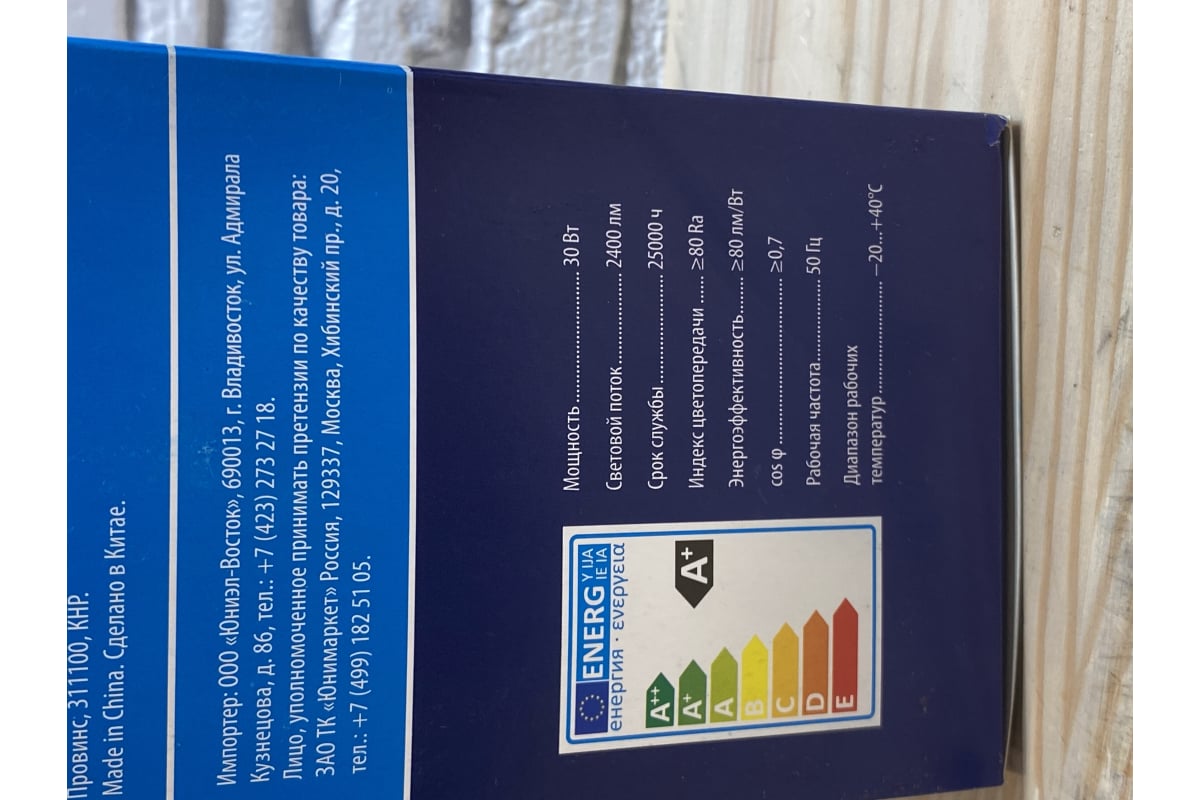 Провинс, 311100, КНР.
Made in China. Сделано в Китае.
Импортер: ООО «Юниэл-Восток», 690013, г. Владивосток, ул. Адмирала
Кузнецова, д. 86, тел.: +7 (423) 273 27 18.
Лицо, уполномоченное принимать претензии по качеству товара:
ЗАО ТК «Юнимаркет» Россия, 129337, Москва, Хибинский пр., д. 20,
тел.: +7 (499) 182 51 05.
ENERG Y IJA
IE IA
енергия · ενεργεια
A++
A+
A+
A
B
C
D
E
Мощность ........................ 30 Вт
Световой поток................ 2400 лм
Срок службы .................... 25000 ч
Индекс цветопередачи ...... ≥80 Ra
Энергоэффективность....... ≥80 лм/Вт
cos φ ................................. ≥0,7
Рабочая частота................ 50 Гц
Диапазон рабочих
температур ...................... −20...+40°C